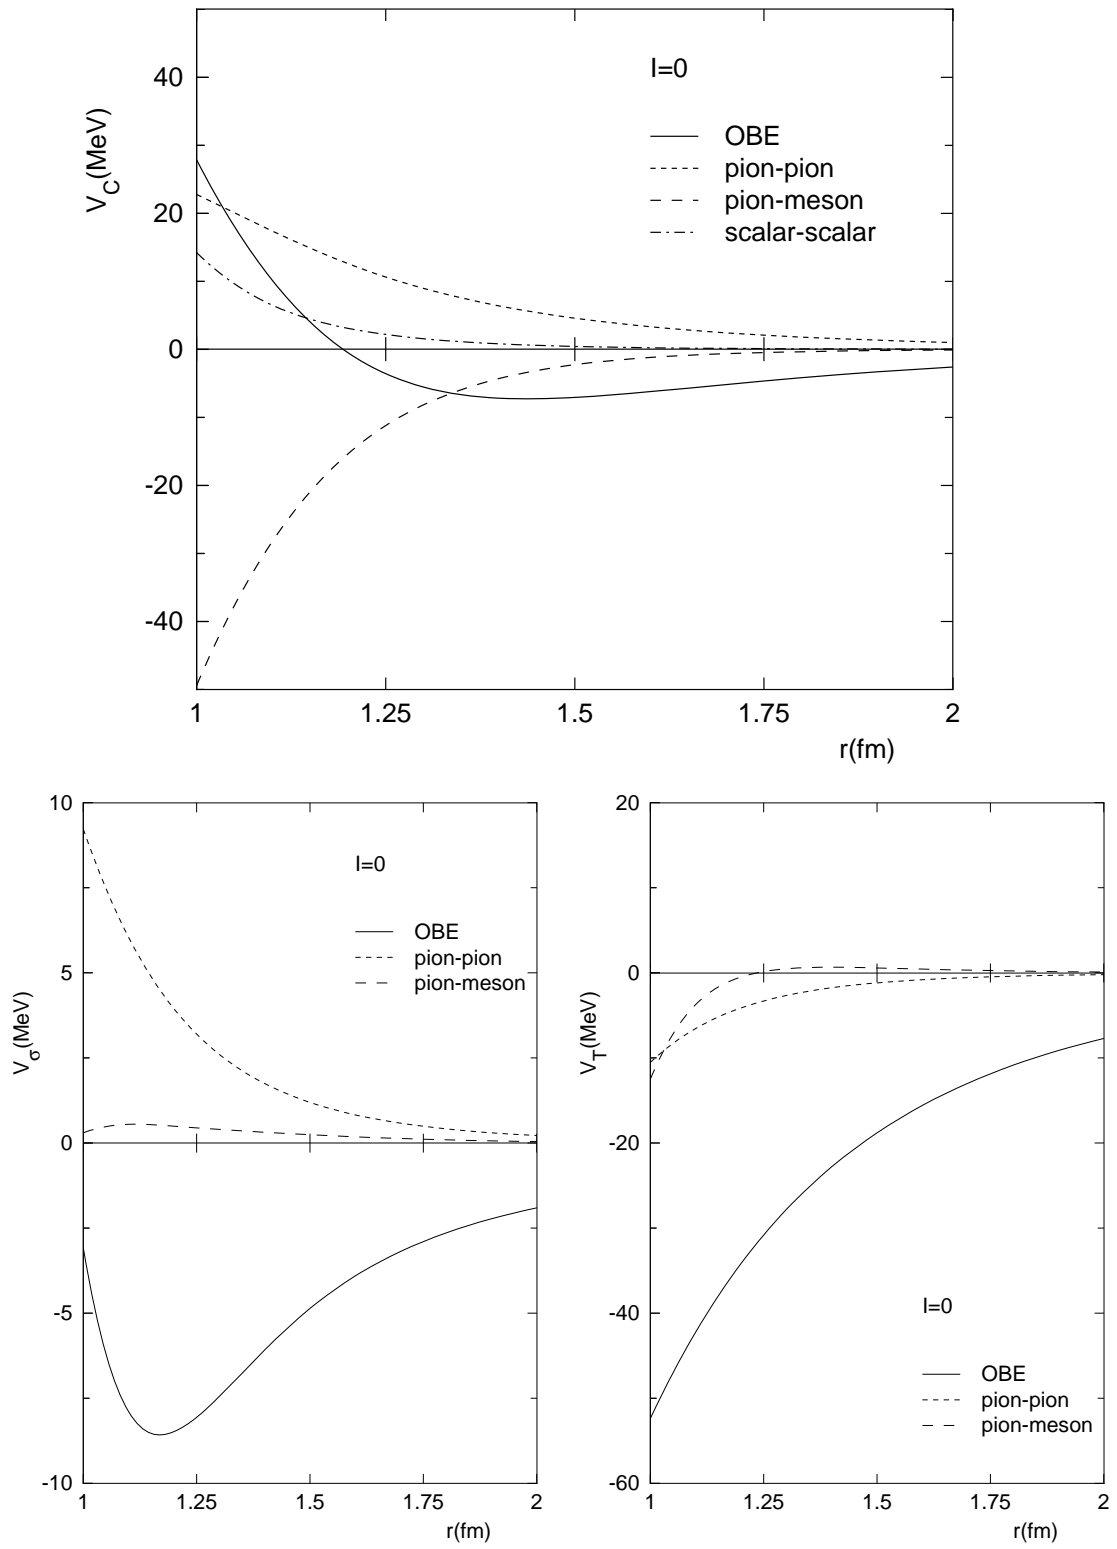 V_C(MeV)
40
20
0
-20
-40
I=0
OBE
pion-pion
pion-meson
scalar-scalar
1 1.25 1.5 1.75 2
r(fm)
V_σ(MeV)
10
5
0
-5
-10
I=0
OBE
pion-pion
pion-meson
1 1.25 1.5 1.75 2
r(fm)
V_T(MeV)
20
0
-20
-40
-60
I=0
OBE
pion-pion
pion-meson
1 1.25 1.5 1.75 2
r(fm)